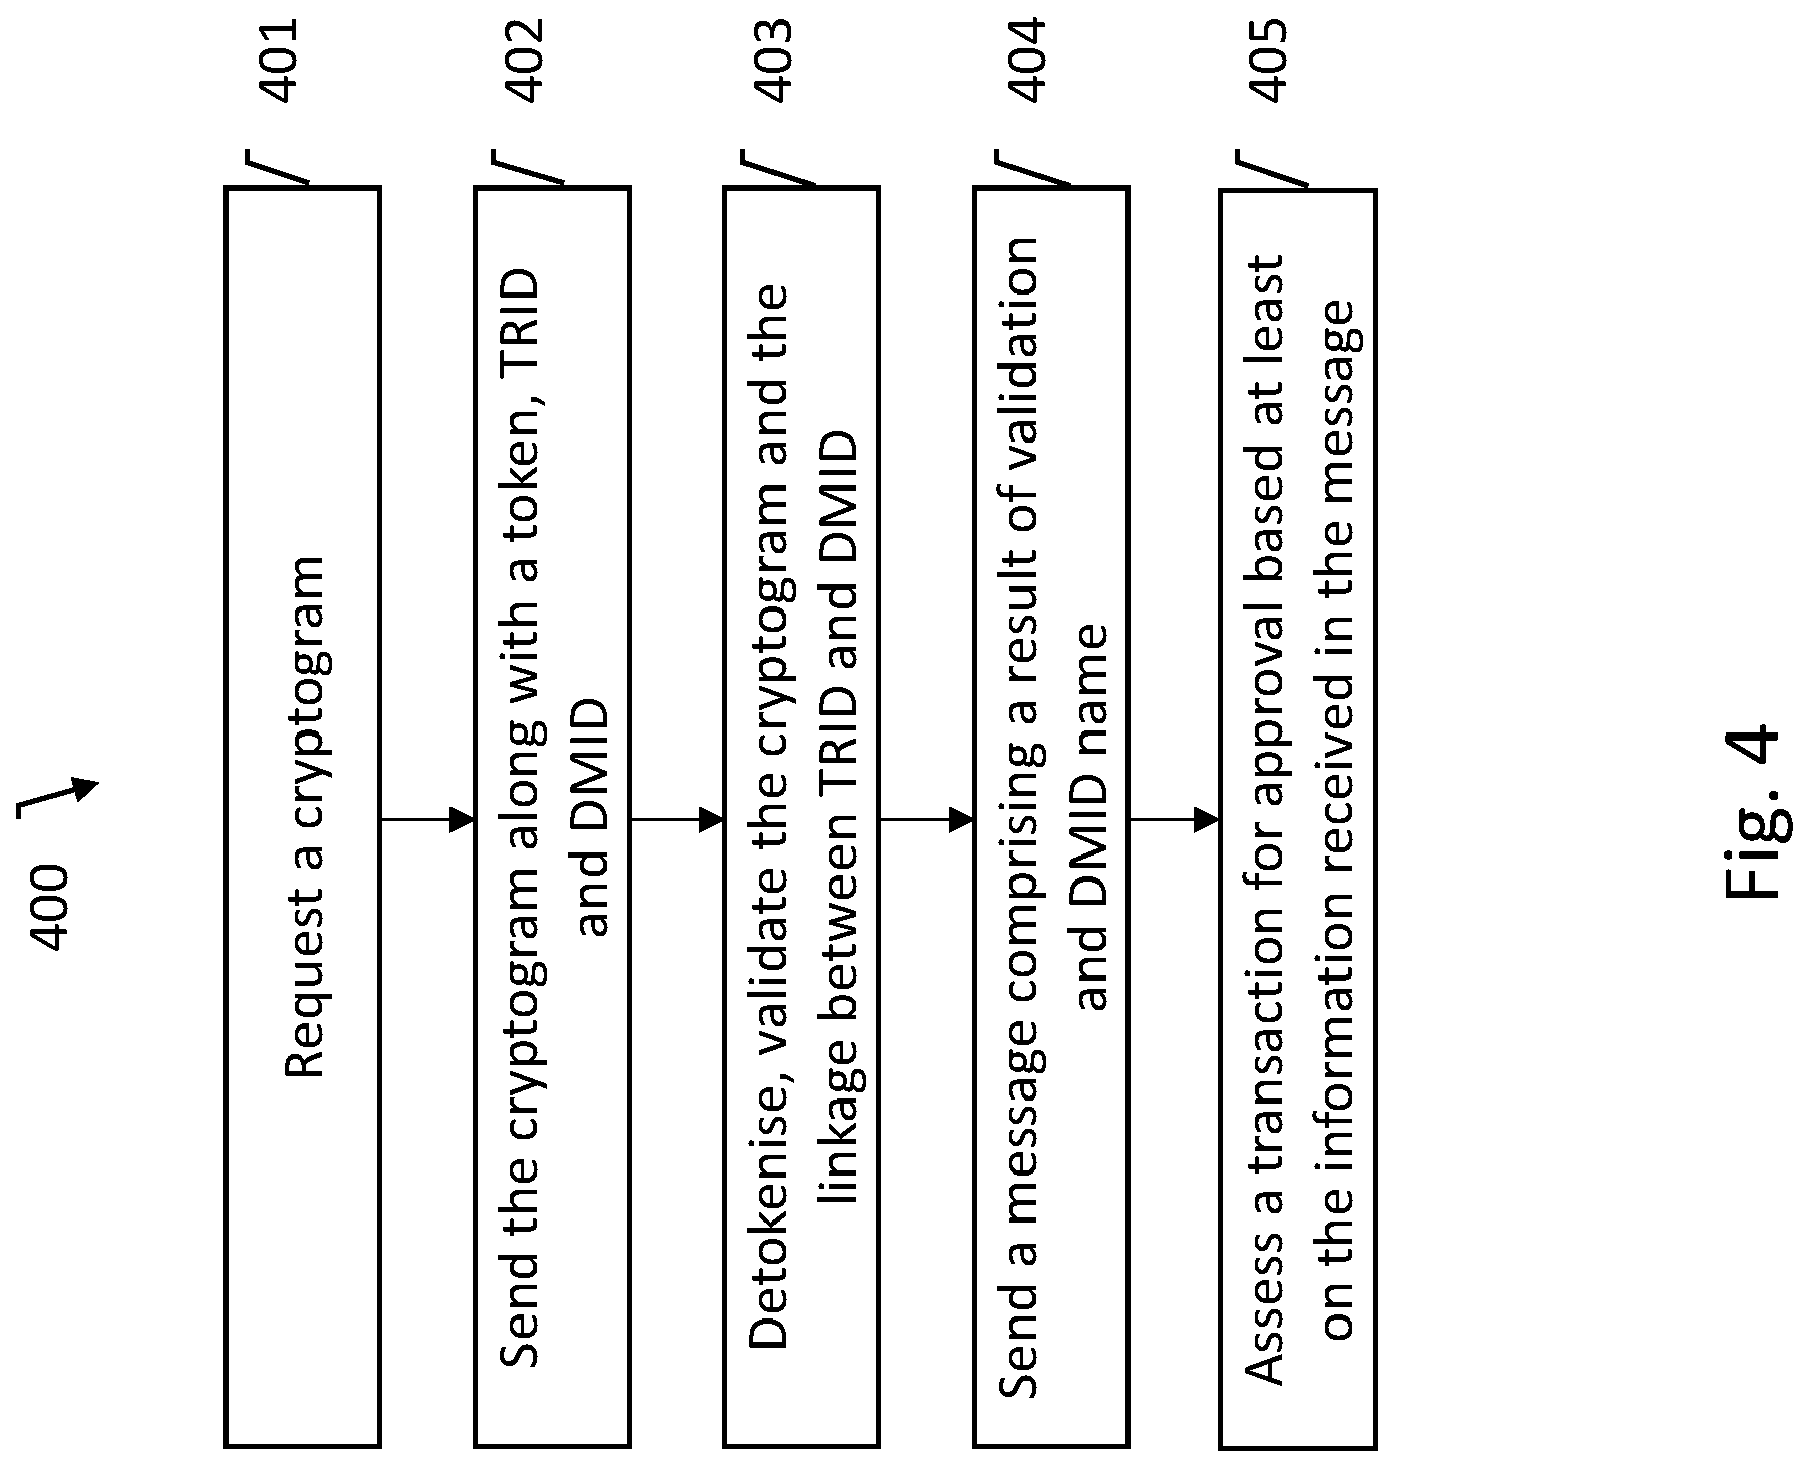 400
Request a cryptogram
401
Send the cryptogram along with a token, TRID
and DMID
402
Detokenise, validate the cryptogram and the
linkage between TRID and DMID
403
Send a message comprising a result of validation
and DMID name
404
Assess a transaction for approval based at least
on the information received in the message
405
Fig. 4